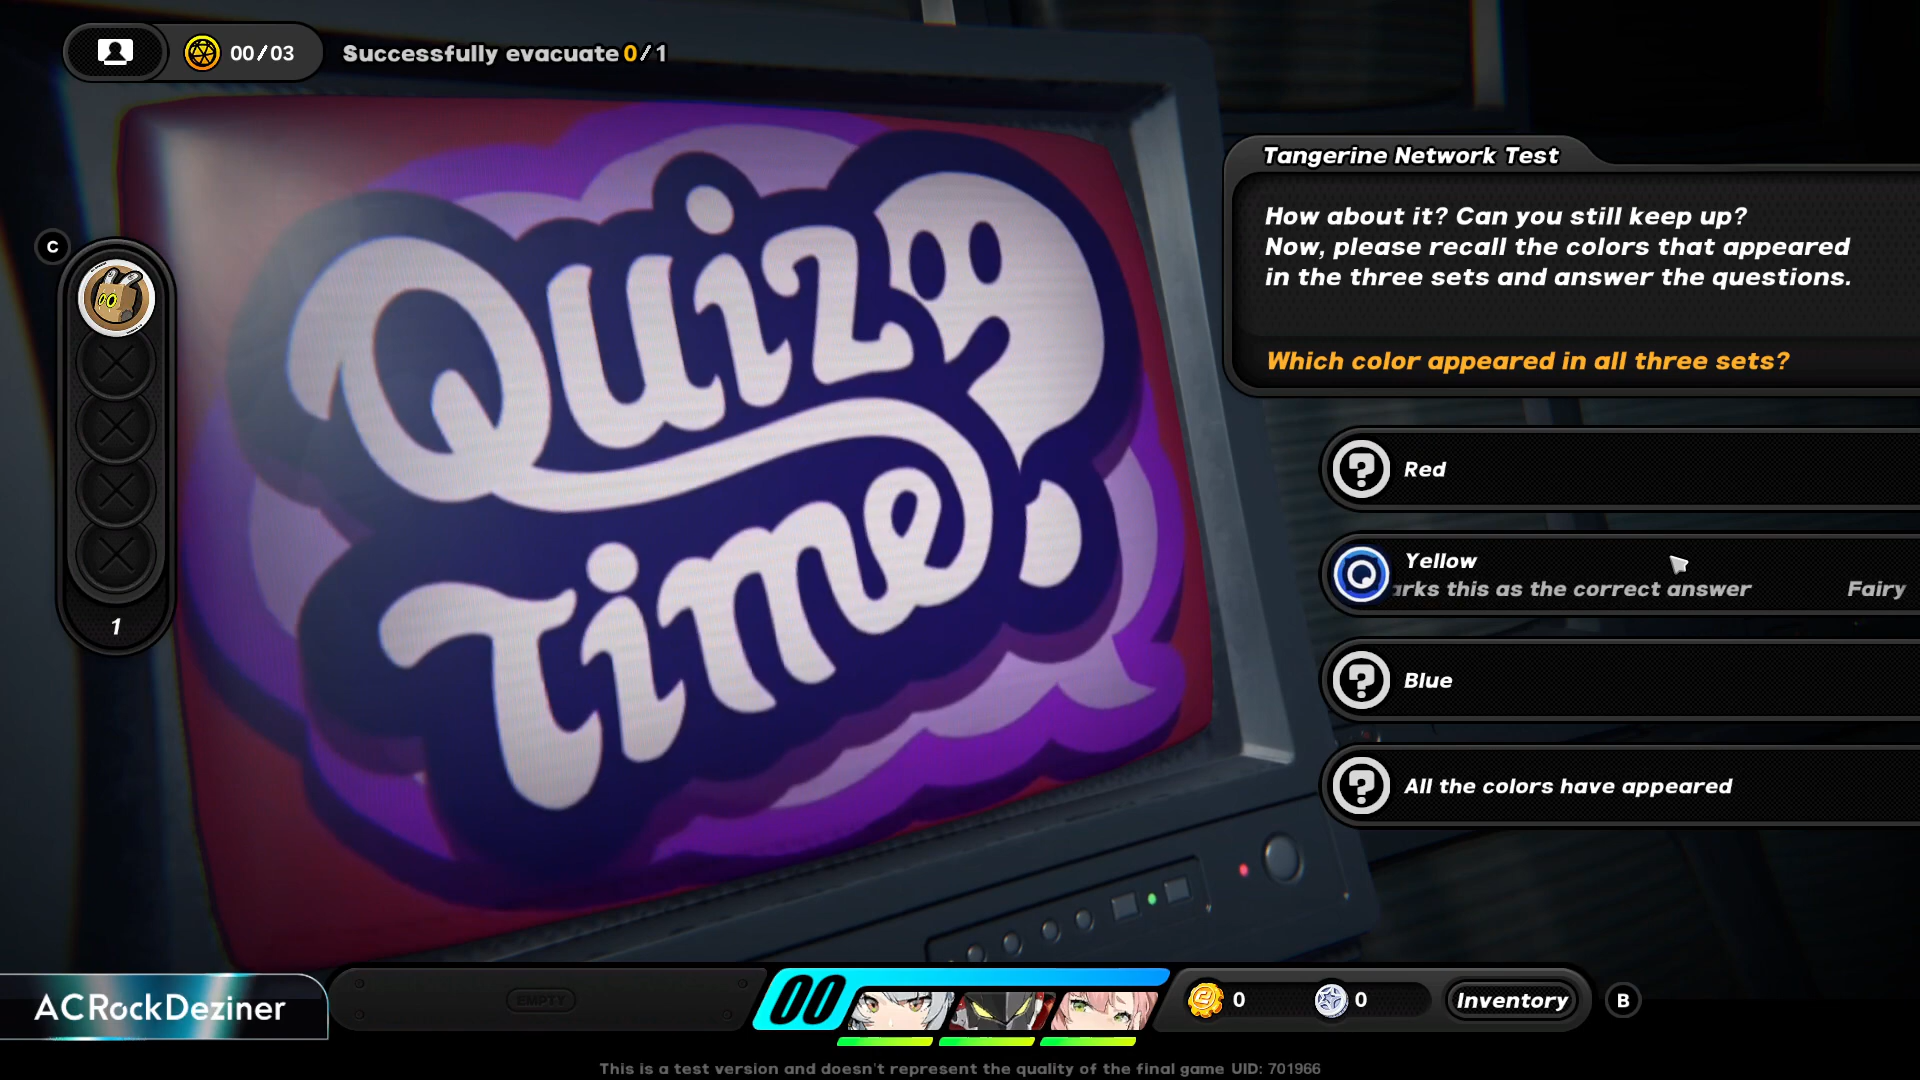 00/03
Successfully evacuate 0/1
Quiz
Time
C
1
Tangerine Network Test
How about it? Can you still keep up?
Now, please recall the colors that appeared
in the three sets and answer the questions.
Which color appeared in all three sets?
Red
Yellow
arks this as the correct answer Fairy
Blue
All the colors have appeared
ACRockDeziner
EMPTY
00
0
0
Inventory
B
This is a test version and doesn't represent the quality of the final game UID: 701966